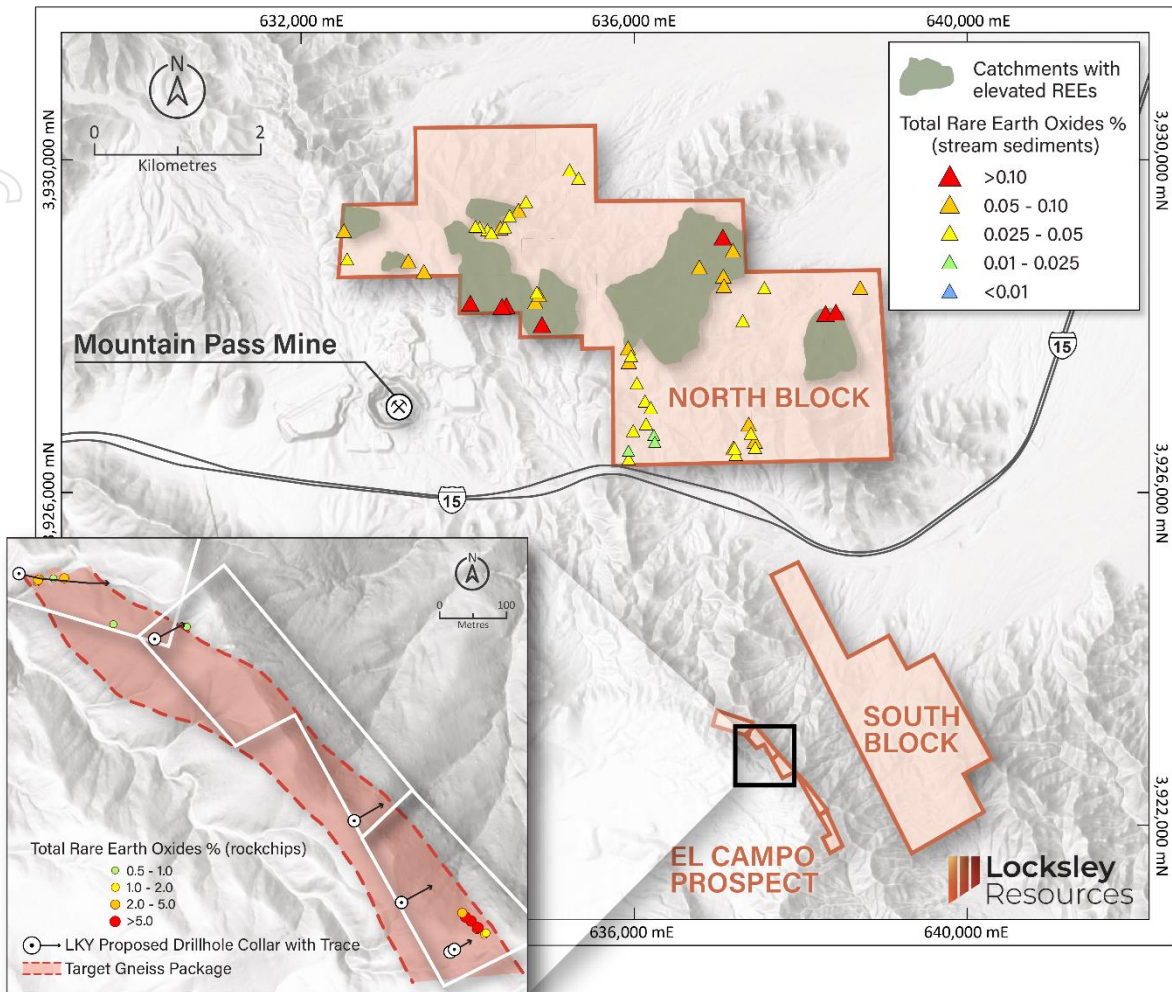 632,000 mE
636,000 mE
640,000 mE
N
0
2
Kilometres
3,930,000 mN
3,930,000 mN
Catchments with
elevated REEs
Total Rare Earth Oxides %
(stream sediments)
>0.10
0.05 - 0.10
0.025 - 0.05
0.01 - 0.025
<0.01
15
Mountain Pass Mine
NORTH BLOCK
15
3,926,000 mN
3,926,000 mN
N
0
100
Metres
SOUTH
BLOCK
3,922,000 mN
EL CAMPO
PROSPECT
Locksley
Resources
Total Rare Earth Oxides % (rockchips)
0.5 - 1.0
1.0 - 2.0
2.0 - 5.0
>5.0
LKY Proposed Drillhole Collar with Trace
Target Gneiss Package
636,000 mE
640,000 mE